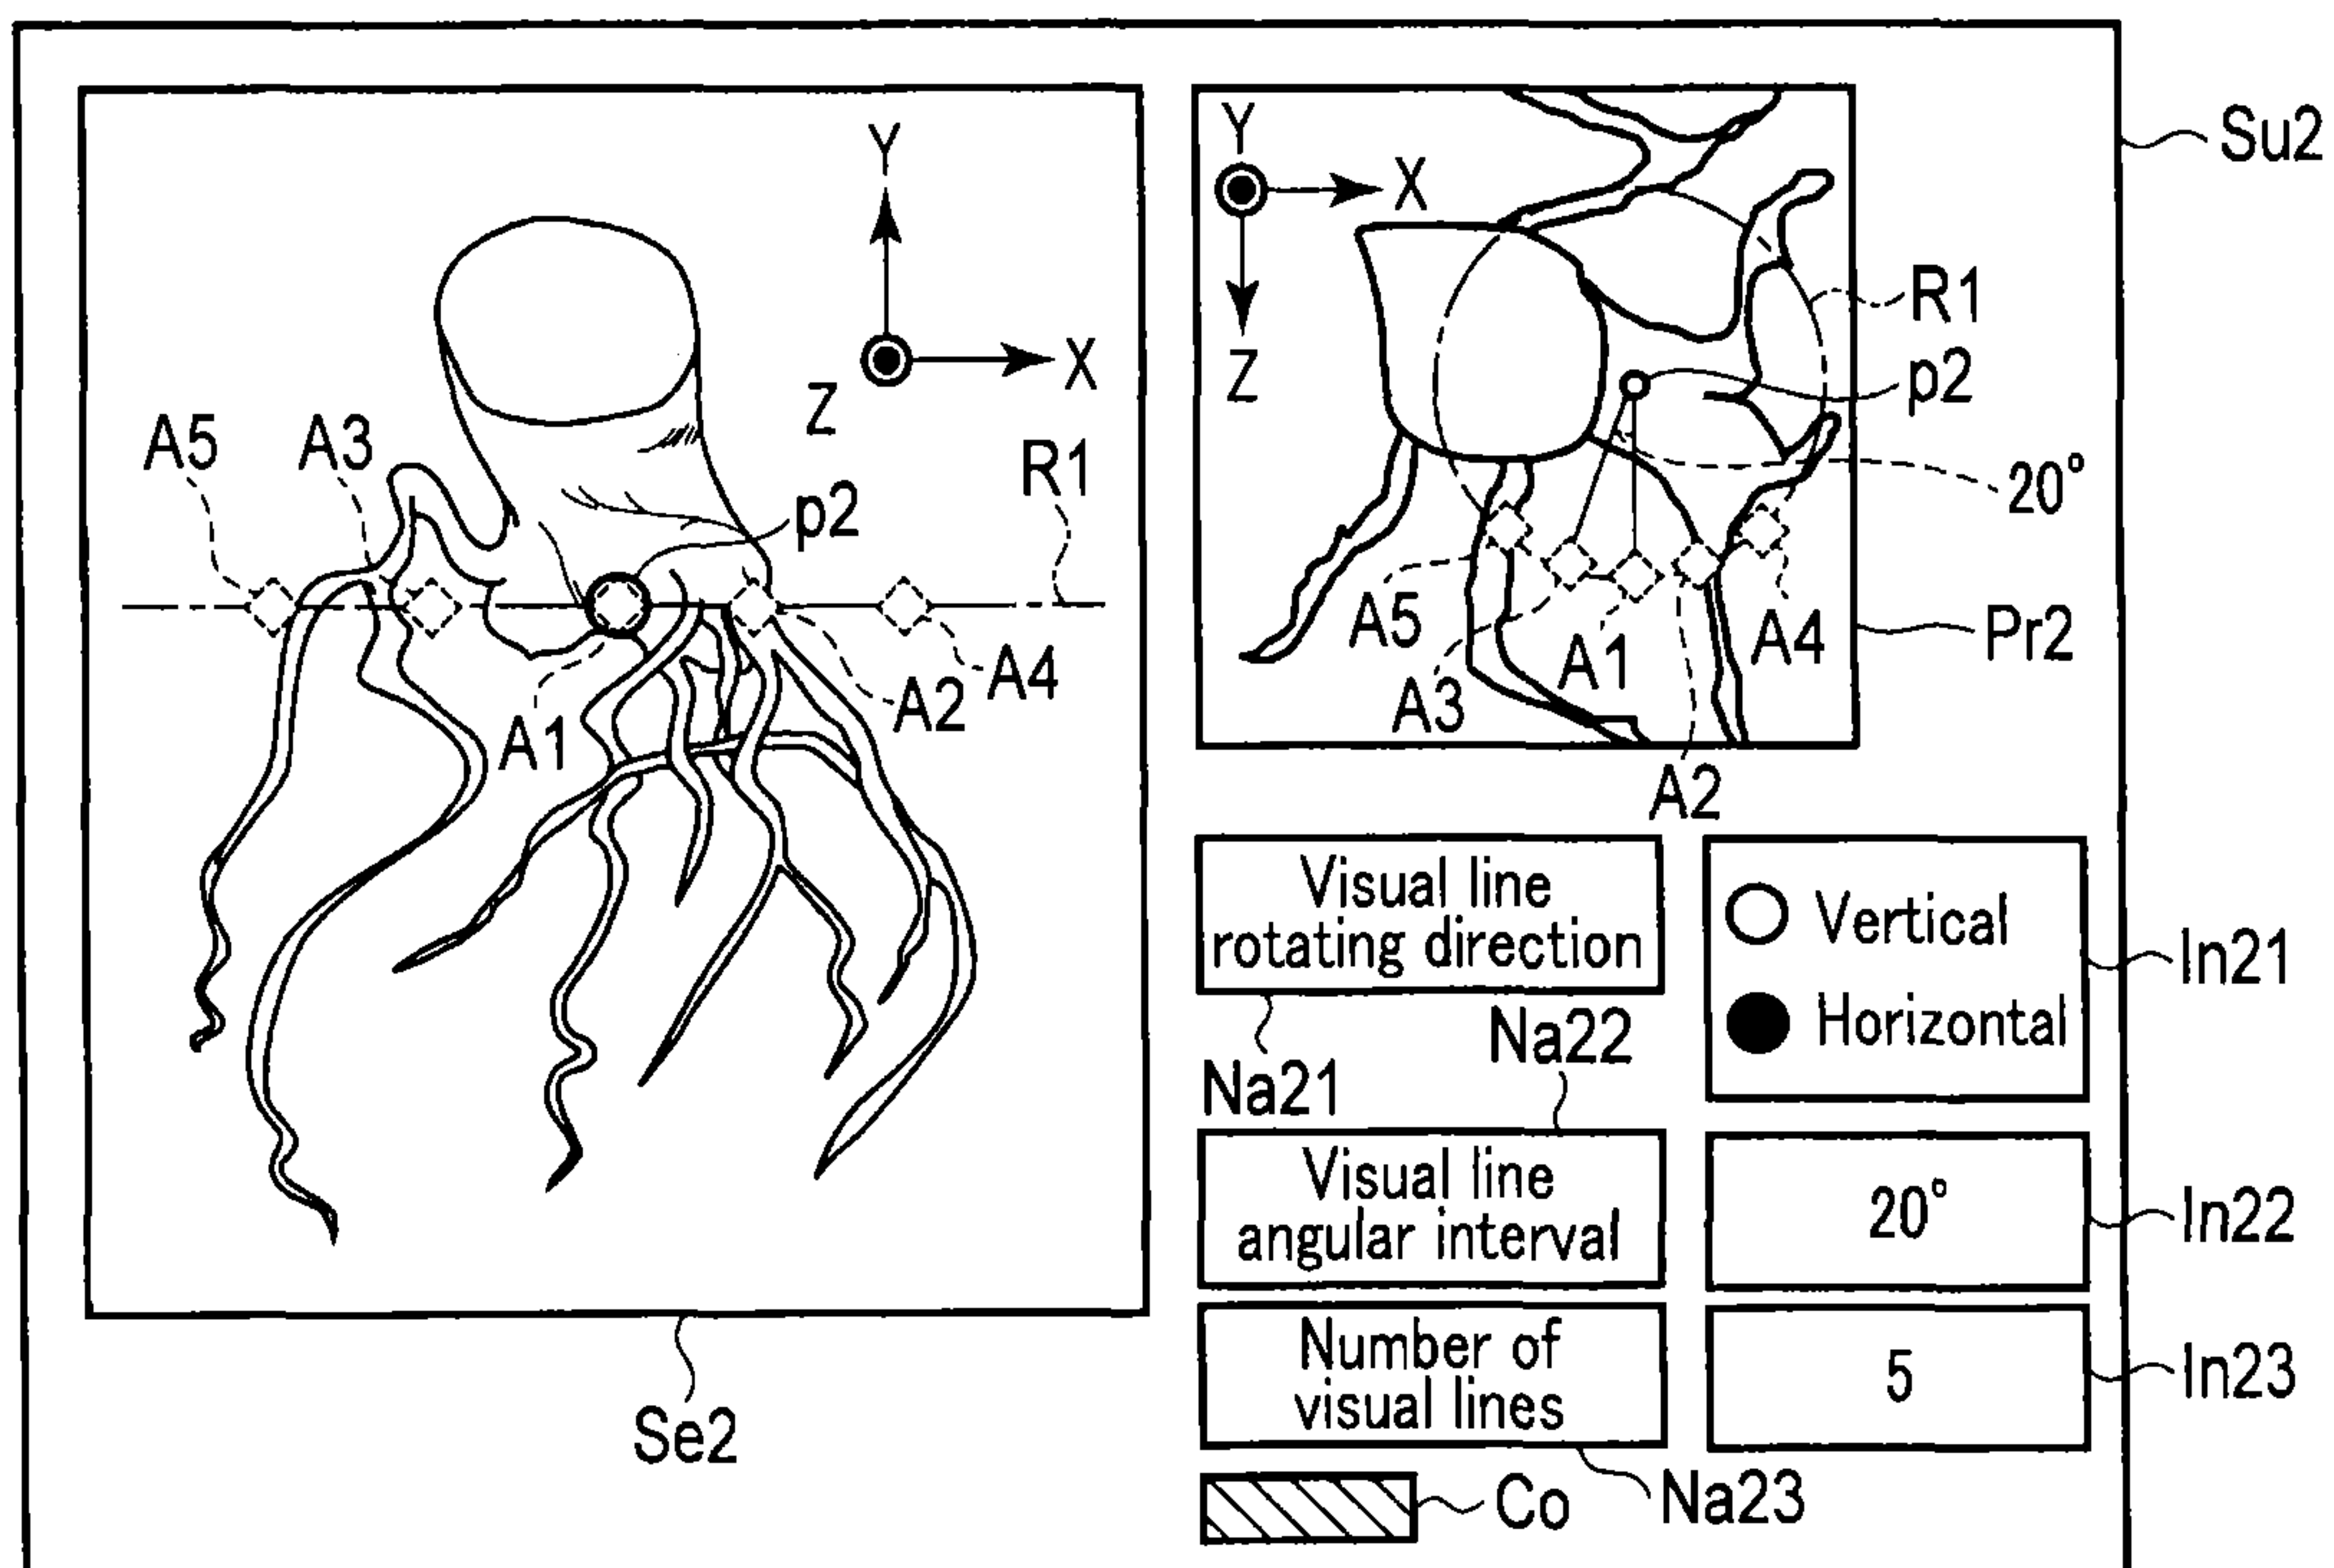 Su2
Y
Z
X
A5
A3
R1
p2
A1
A2
A4
Se2
Y
X
Z
R1
p2
20°
A5
A3
A1
A4
A2
Pr2
Visual line
rotating direction
Na21
Vertical
Horizontal
In21
Na22
Visual line
angular interval
20°
In22
Number of
visual lines
5
In23
Na23
Co